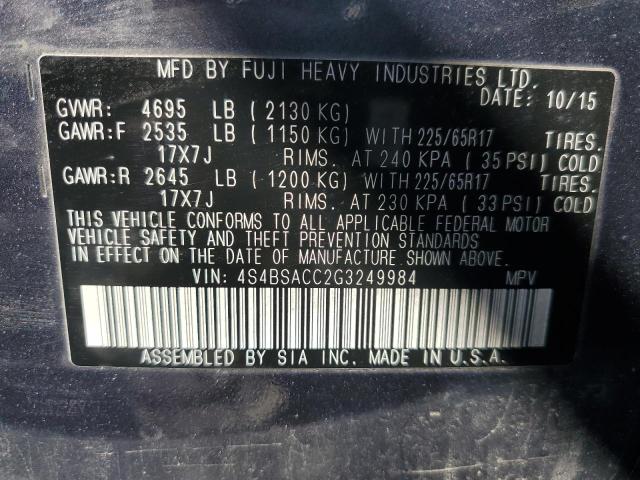 MFD BY FUJI HEAVY INDUSTRIES LTD.
DATE: 10/15
GVWR: 4695 LB ( 2130 KG)
GAWR:F 2535 LB ( 1150 KG) WITH 225/65R17 TIRES.
17X7J RIMS. AT 240 KPA ( 35 PSI) COLD
GAWR:R 2645 LB ( 1200 KG) WITH 225/65R17 TIRES.
17X7J RIMS. AT 230 KPA ( 33 PSI) COLD
THIS VEHICLE CONFORMS TO ALL APPLICABLE FEDERAL MOTOR
VEHICLE SAFETY AND THEFT PREVENTION STANDARDS
IN EFFECT ON THE DATE OF MANUFACTURE SHOWN ABOVE.
VIN: 4S4BSACC2G3249984 MPV
ASSEMBLED BY SIA INC. MADE IN U.S.A.